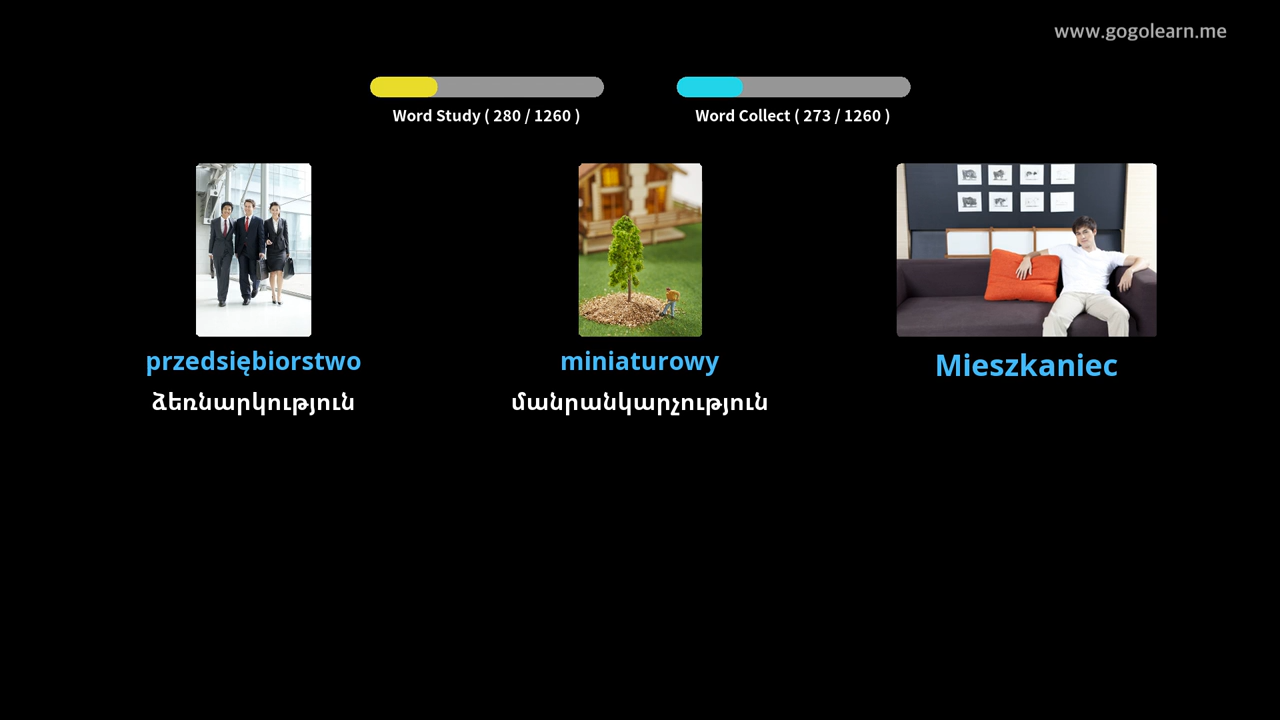 www.gogolearn.me
Word Study ( 280 / 1260 )
Word Collect ( 273 / 1260 )
przedsiębiorstwo
miniaturowy
Mieszkaniec
ձեռնարկություն
մանրանկարչություն